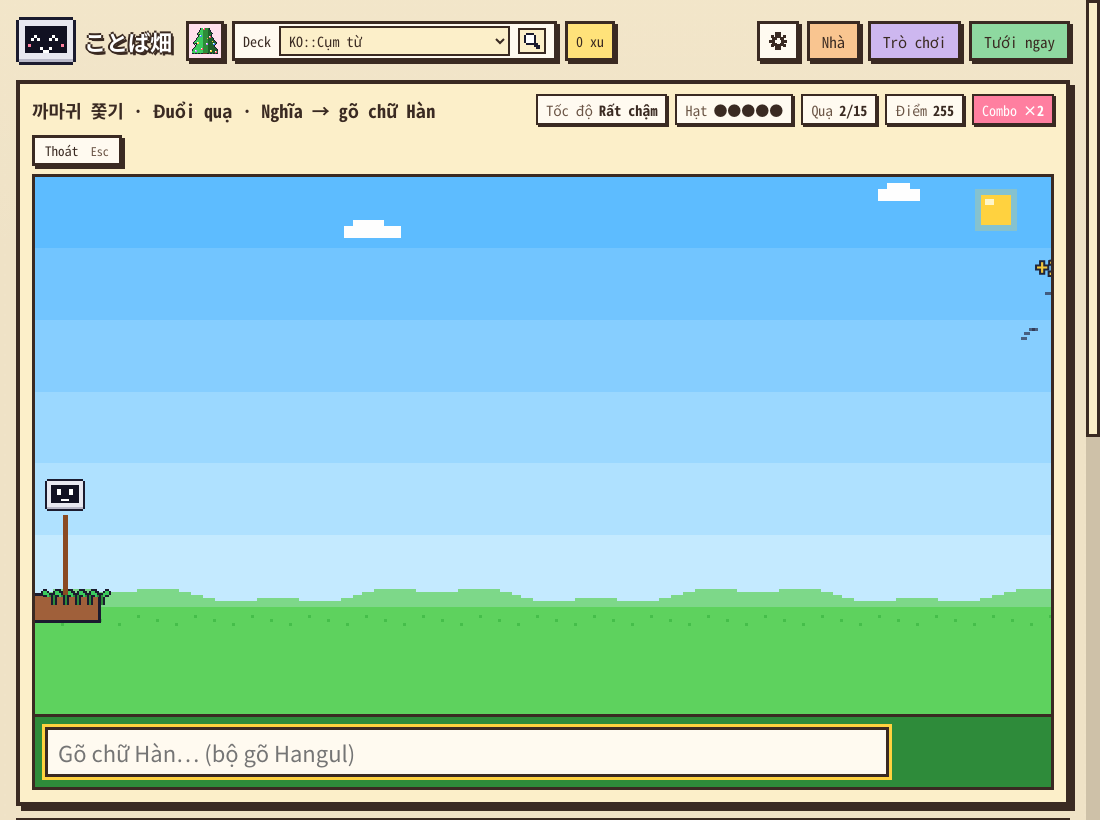 ことば畑
Deck KO::Cụm từ
0 xu
Nhà
Trò chơi
Tưới ngay
까마귀 쫓기 · Đuổi quạ · Nghĩa → gõ chữ Hàn
Tốc độ Rất chậm
Hạt ●●●●●
Quạ 2/15
Điểm 255
Combo ×2
Thoát Esc
Gõ chữ Hàn... (bộ gõ Hangul)